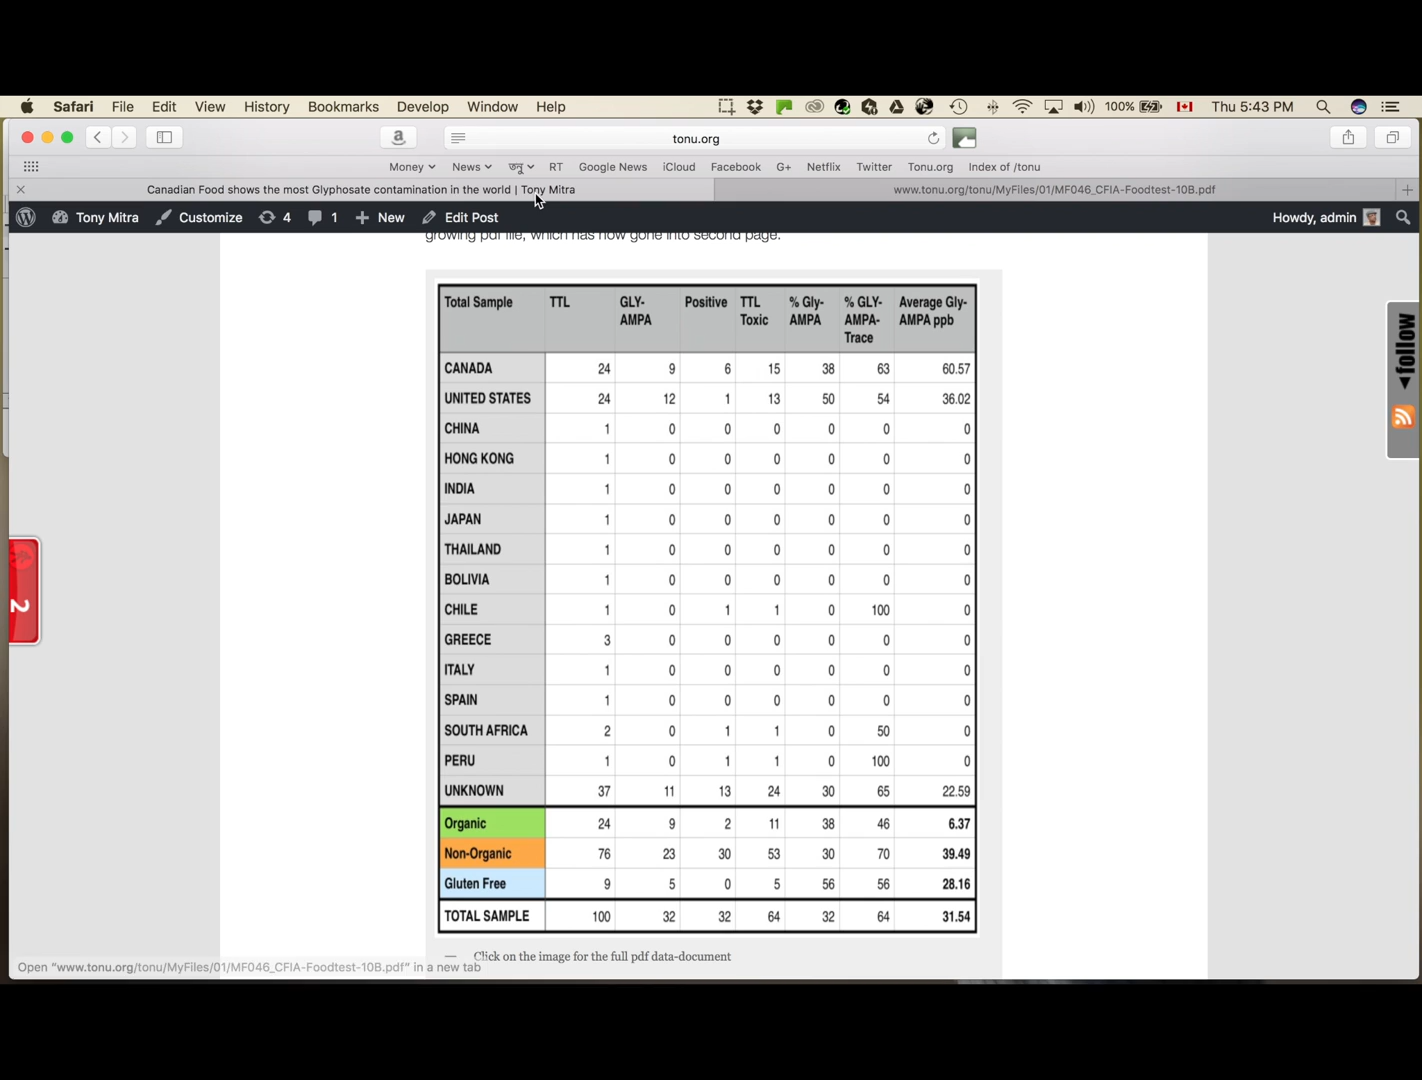 Safari File Edit View History Bookmarks Develop Window Help 100% Thu 5:43 PM
a tonu.org
Money News তনু RT Google News iCloud Facebook G+ Netflix Twitter Tonu.org Index of /tonu
Canadian Food shows the most Glyphosate contamination in the world | Tony Mitra www.tonu.org/tonu/MyFiles/01/MF046_CFIA-Foodtest-10B.pdf
Tony Mitra Customize 4 1 New Edit Post Howdy, admin
growing pdf file, which has now gone into second page.
Total Sample TTL GLY-AMPA Positive TTL Toxic % Gly-AMPA % GLY-AMPA-Trace Average Gly-AMPA ppb
CANADA 24 9 6 15 38 63 60.57
UNITED STATES 24 12 1 13 50 54 36.02
CHINA 1 0 0 0 0 0 0
HONG KONG 1 0 0 0 0 0 0
INDIA 1 0 0 0 0 0 0
JAPAN 1 0 0 0 0 0 0
THAILAND 1 0 0 0 0 0 0
BOLIVIA 1 0 0 0 0 0 0
CHILE 1 0 1 1 0 100 0
GREECE 3 0 0 0 0 0 0
ITALY 1 0 0 0 0 0 0
SPAIN 1 0 0 0 0 0 0
SOUTH AFRICA 2 0 1 1 0 50 0
PERU 1 0 1 1 0 100 0
UNKNOWN 37 11 13 24 30 65 22.59
Organic 24 9 2 11 38 46 6.37
Non-Organic 76 23 30 53 30 70 39.49
Gluten Free 9 5 0 5 56 56 28.16
TOTAL SAMPLE 100 32 32 64 32 64 31.54
— Click on the image for the full pdf data-document
Open "www.tonu.org/tonu/MyFiles/01/MF046_CFIA-Foodtest-10B.pdf" in a new tab
follow
2